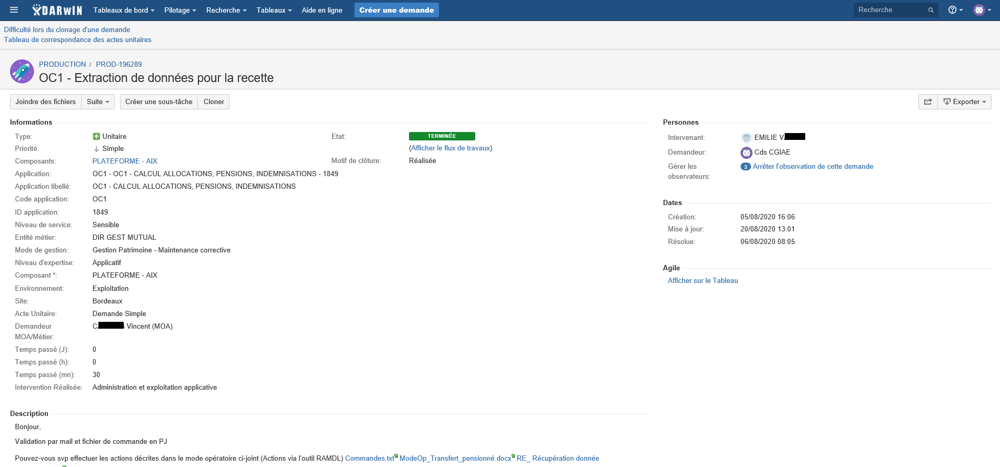 DARWIN Tableaux de bord Pilotage Recherche Tableaux Aide en ligne Créer une demande Recherche
Difficulté lors du clonage d'une demande
Tableau de correspondance des actes unitaires
PRODUCTION / PROD-196289
OC1 - Extraction de données pour la recette
Joindre des fichiers Suite Créer une sous-tâche Cloner Exporter
Informations
Type: Unitaire Etat: TERMINÉE
Priorité: Simple (Afficher le flux de travaux)
Composants: PLATEFORME - AIX Motif de clôture: Réalisée
Application: OC1 - OC1 - CALCUL ALLOCATIONS, PENSIONS, INDEMNISATIONS - 1849
Application libellé: OC1 - CALCUL ALLOCATIONS, PENSIONS, INDEMNISATIONS
Code application: OC1
ID application: 1849
Niveau de service: Sensible
Entité métier: DIR GEST MUTUAL
Mode de gestion: Gestion Patrimoine - Maintenance corrective
Niveau d'expertise: Applicatif
Composant *: PLATEFORME - AIX
Environnement: Exploitation
Site: Bordeaux
Acte Unitaire: Demande Simple
Demandeur C Vincent (MOA)
MOA/Métier:
Temps passé (J): 0
Temps passé (h): 0
Temps passé (mn): 30
Intervention Réalisée: Administration et exploitation applicative
Personnes
Intervenant: EMILIE V
Demandeur: Cds CGIAE
Gérer les 3 Arrêter l'observation de cette demande
observateurs:
Dates
Création: 05/08/2020 16:06
Mise à jour: 20/08/2020 13:01
Résolue: 06/08/2020 08:05
Agile
Afficher sur le Tableau
Description
Bonjour,
Validation par mail et fichier de commande en PJ
Pouvez-vous svp effectuer les actions décrites dans le mode opératoire ci-joint (Actions via l'outil RAMDL) Commandes.txt ModeOp_Transfert_pensionné.docx RE_ Récupération donnée